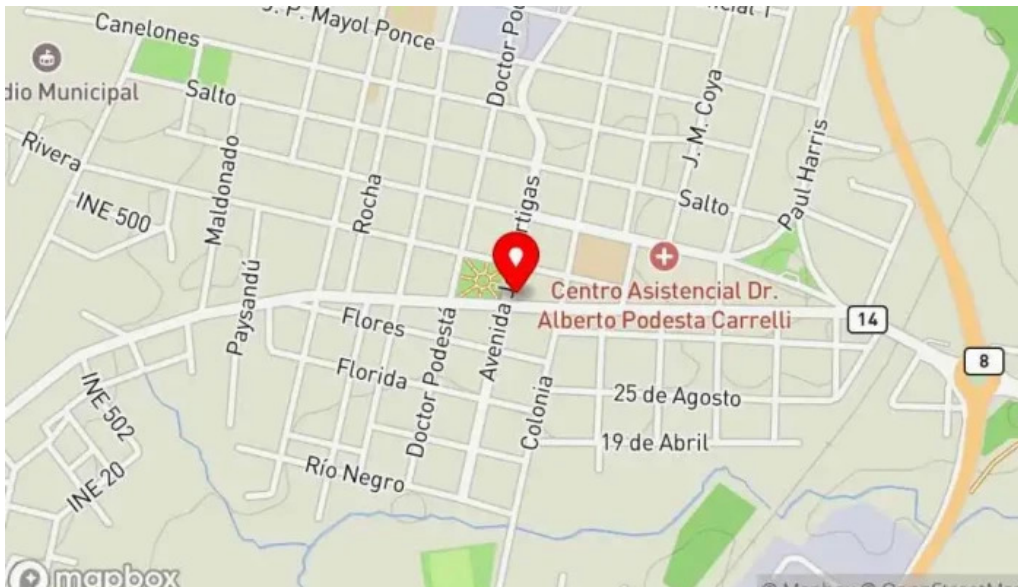 Canelones
g. P. Mayol Ponce
Doctor Pod
dio Municipal
Salto
J. M. Coya
Paul Harris
Rivera
Maldonado
Rocha
rtigas
Salto
INE 500
Paysandú
Centro Asistencial Dr.
Alberto Podesta Carrelli
14
Flores
8
Doctor Podestá
Avenida
Florida
25 de Agosto
INE 502
Colonia
19 de Abril
INE 20
Río Negro
mapbox